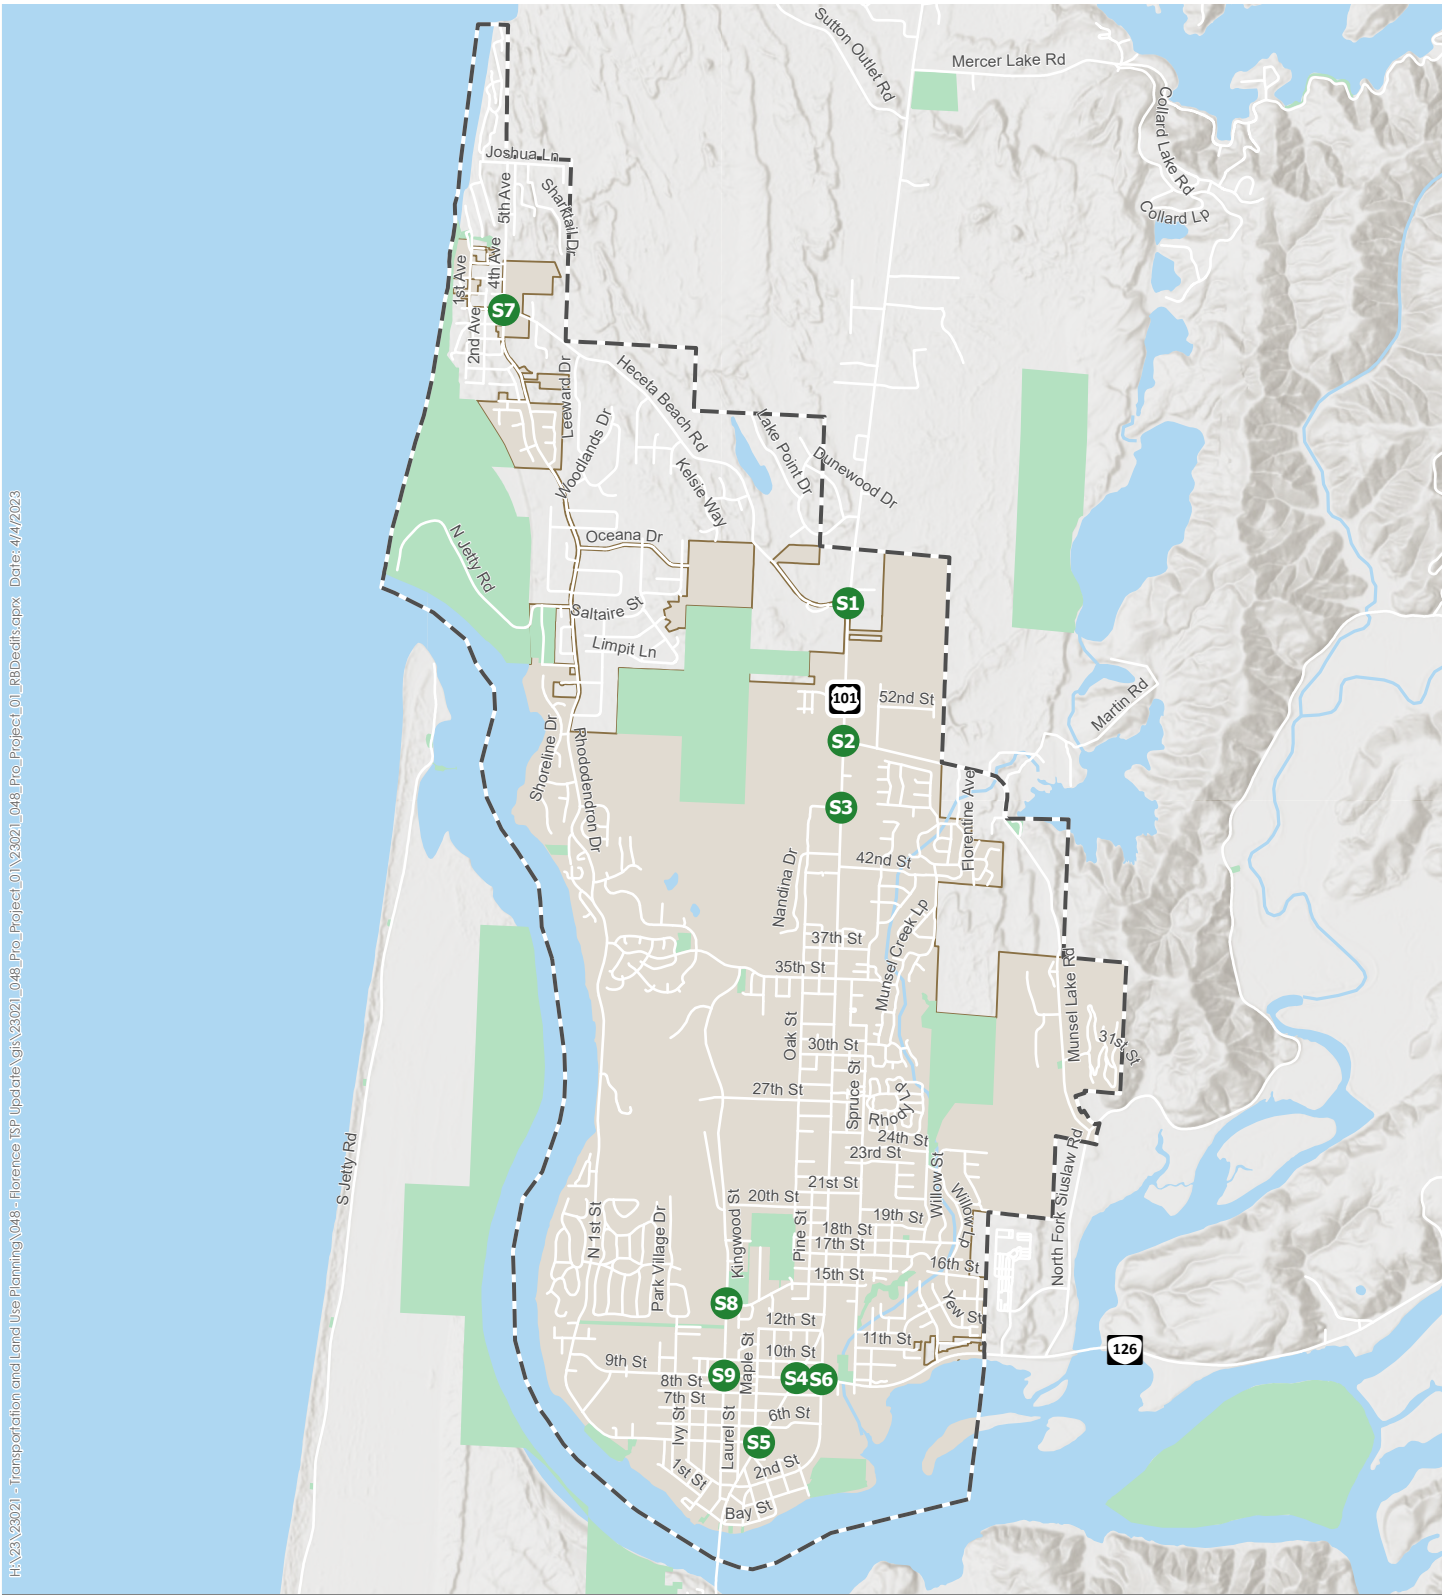 Sutton Outlet Rd
Mercer Lake Rd
Collard Lake Rd
Collard Lp
Joshua Ln
5th Ave
Sharktail Dr
4th Ave
1st Ave
S7
2nd Ave
Leeward Dr
Heceta Beach Rd
Woodlands Dr
Lake Point Dr
Dunewood Dr
Kelsie Way
Oceana Dr
N Jetty Rd
Saltaire St
S1
Limpit Ln
101
52nd St
Martin Rd
S2
Shoreline Dr
Rhododendron Dr
S3
Florentine Ave
42nd St
Nandina Dr
Munsel Creek Lp
37th St
35th St
Munsel Lake Rd
Oak St
30th St
31st St
27th St
Spruce St
Rhody Lp
24th St
23rd St
S Jetty Rd
21st St
20th St
Willow St
Willow Lp
North Fork Siuslaw Rd
N 1st St
Park Village Dr
Kingwood St
Pine St
19th St
18th St
17th St
16th St
15th St
S8
Yew St
12th St
11th St
126
Maple St
10th St
9th St
S9
S4
S6
8th St
7th St
Ivy St
Laurel St
6th St
S5
1st St
2nd St
Bay St
H:\23\23021 - Transportation and Land Use Planning\048 - Florence TSP Update\gis\23021_048_Pro_Project_01\23021_048_Pro_Project_01_RBDedits.aprx Date: 4/4/2023